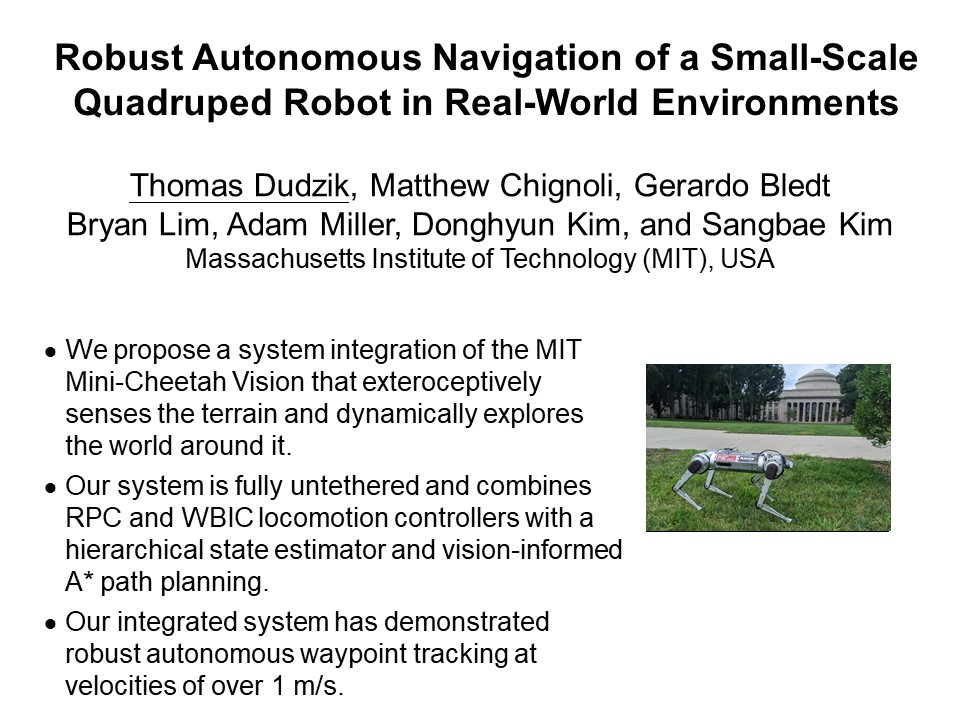 Robust Autonomous Navigation of a Small-Scale
Quadruped Robot in Real-World Environments
Thomas Dudzik, Matthew Chignoli, Gerardo Bledt
Bryan Lim, Adam Miller, Donghyun Kim, and Sangbae Kim
Massachusetts Institute of Technology (MIT), USA
● We propose a system integration of the MIT
Mini-Cheetah Vision that exteroceptively
senses the terrain and dynamically explores
the world around it.
● Our system is fully untethered and combines
RPC and WBIC locomotion controllers with a
hierarchical state estimator and vision-informed
A* path planning.
● Our integrated system has demonstrated
robust autonomous waypoint tracking at
velocities of over 1 m/s.